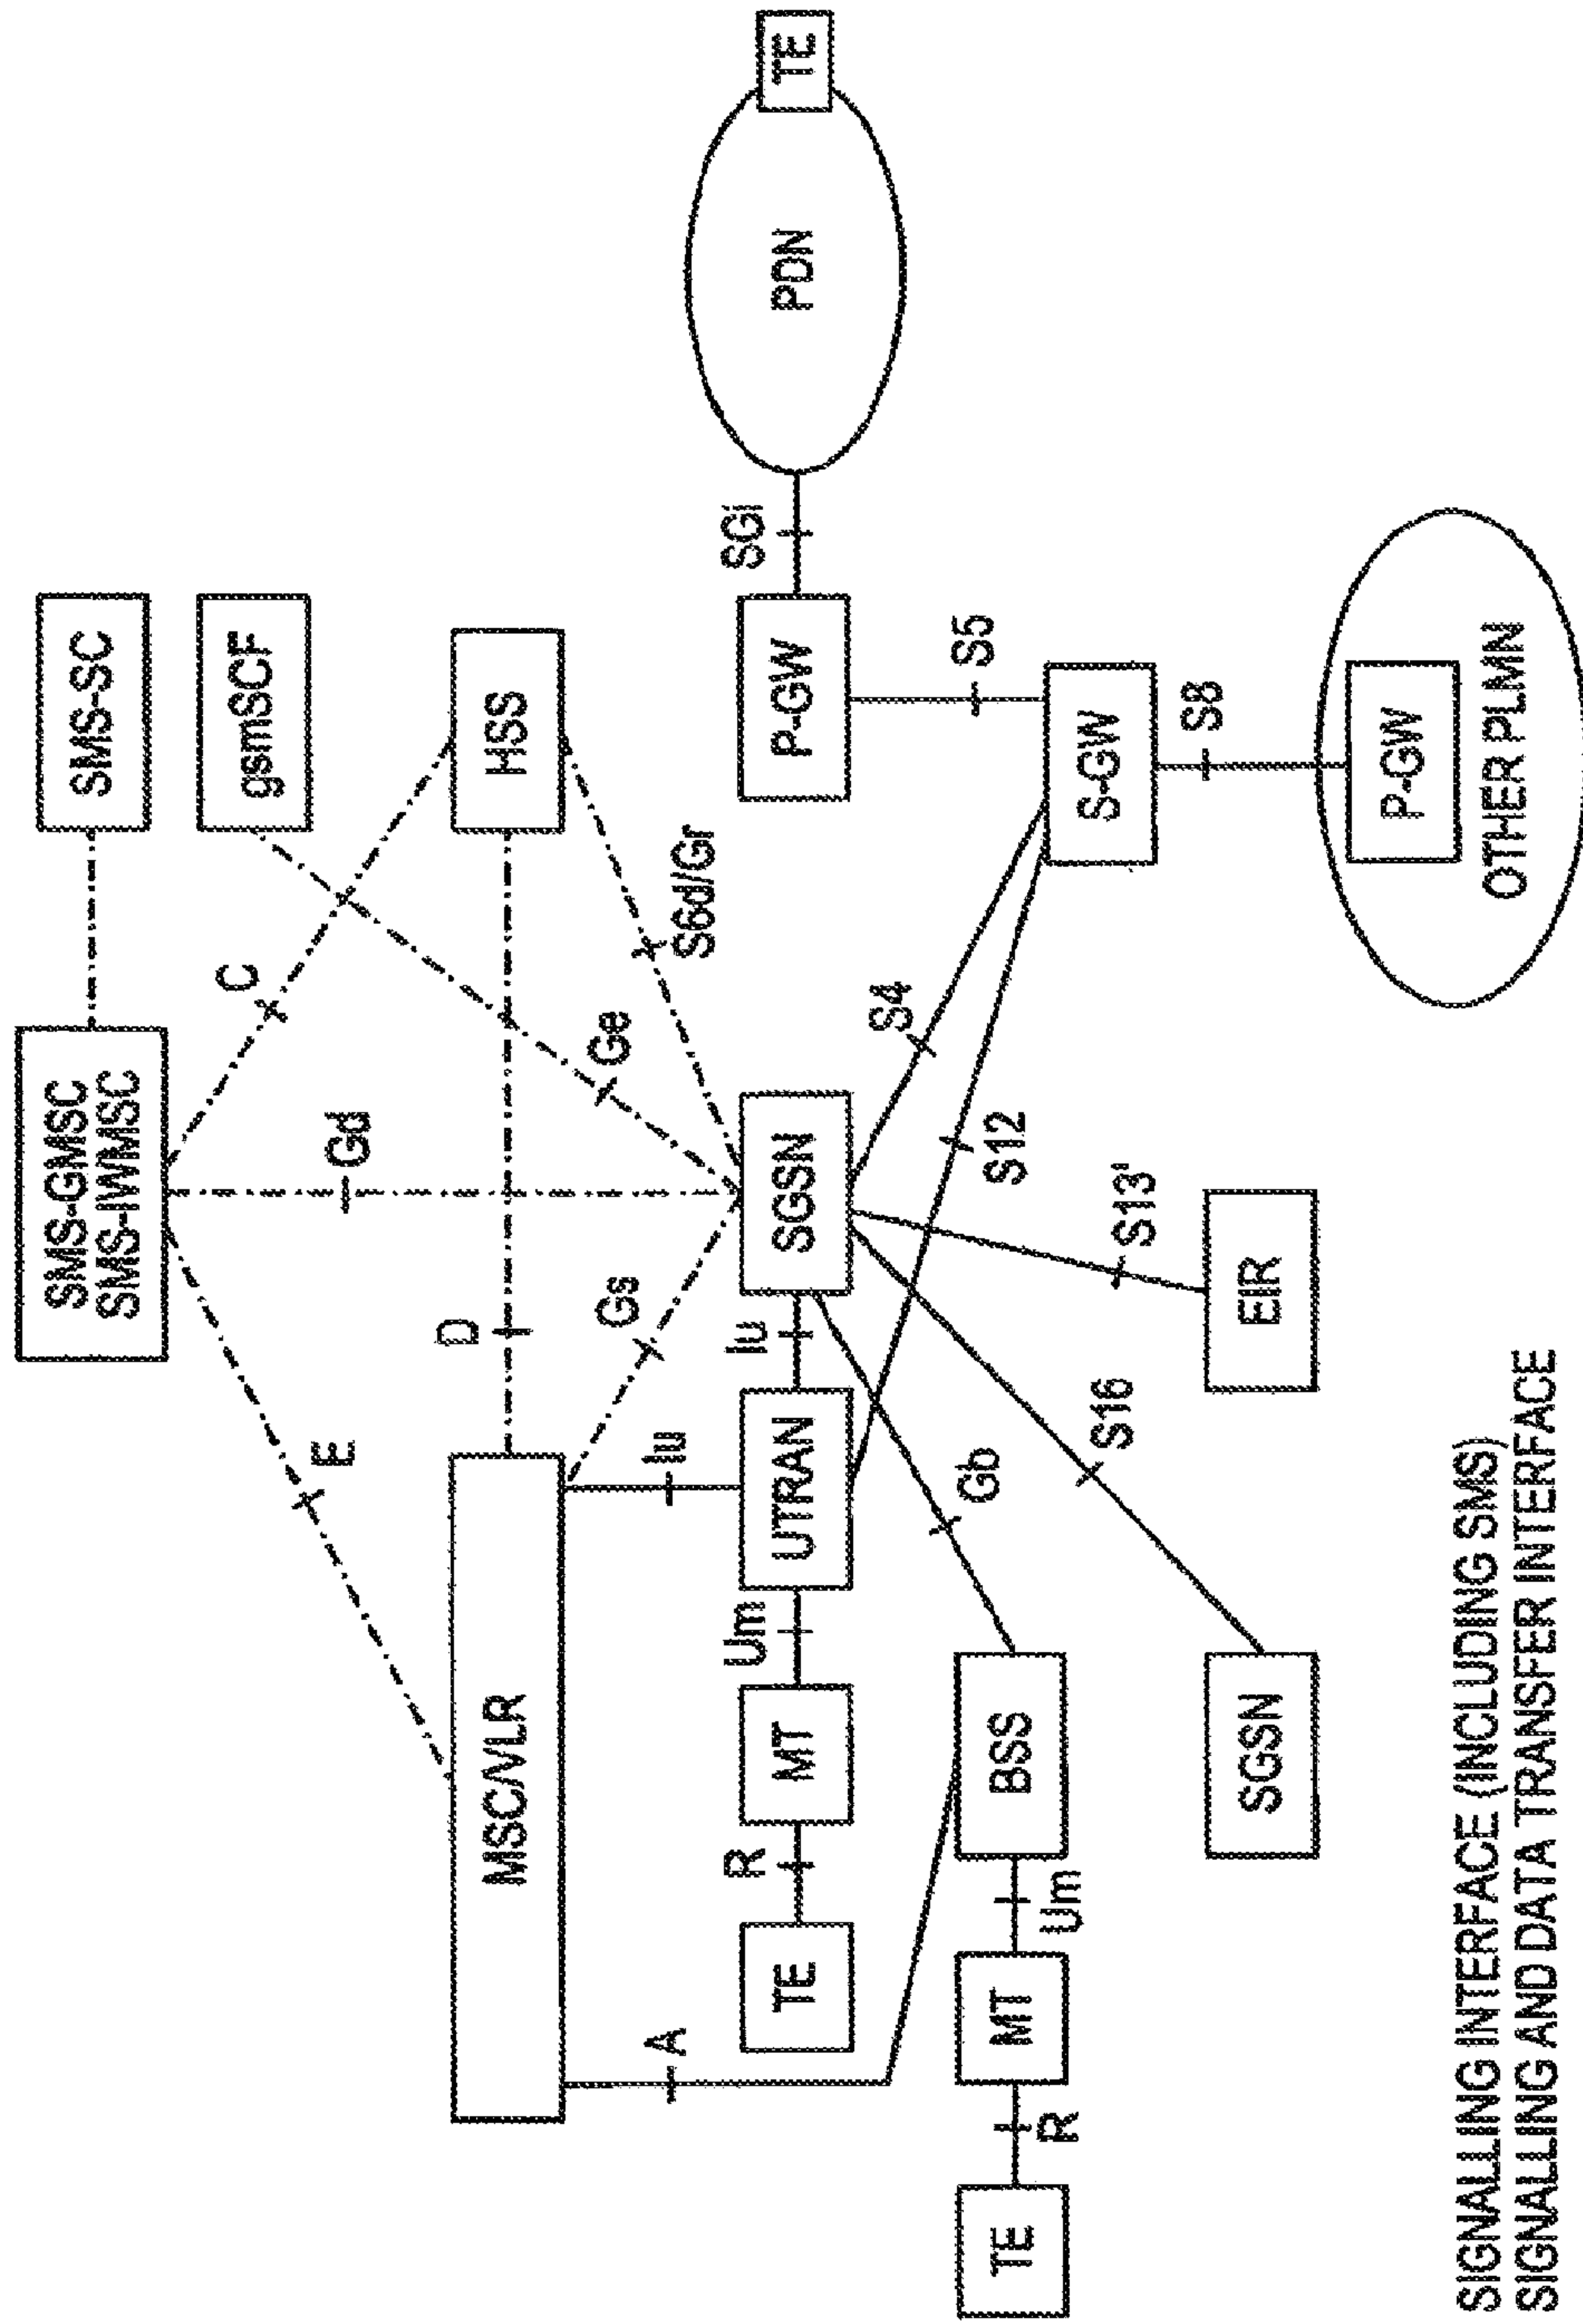 SMS-GMSC
SMS-IWMSC
SMS-SC
C
gsmSCF
E
Gd
D
HSS
MSC/VLR
Gs
Ge
S6d/Gr
Iu
A
R
Um
Iu
SGi
TE
MT
UTRAN
SGSN
P-GW
PDN
TE
S4
S5
Gb
S12
TE
R
MT
Um
BSS
S-GW
S16
S13'
S8
SGSN
EIR
P-GW
OTHER PLMN
SIGNALLING INTERFACE (INCLUDING SMS)
SIGNALLING AND DATA TRANSFER INTERFACE